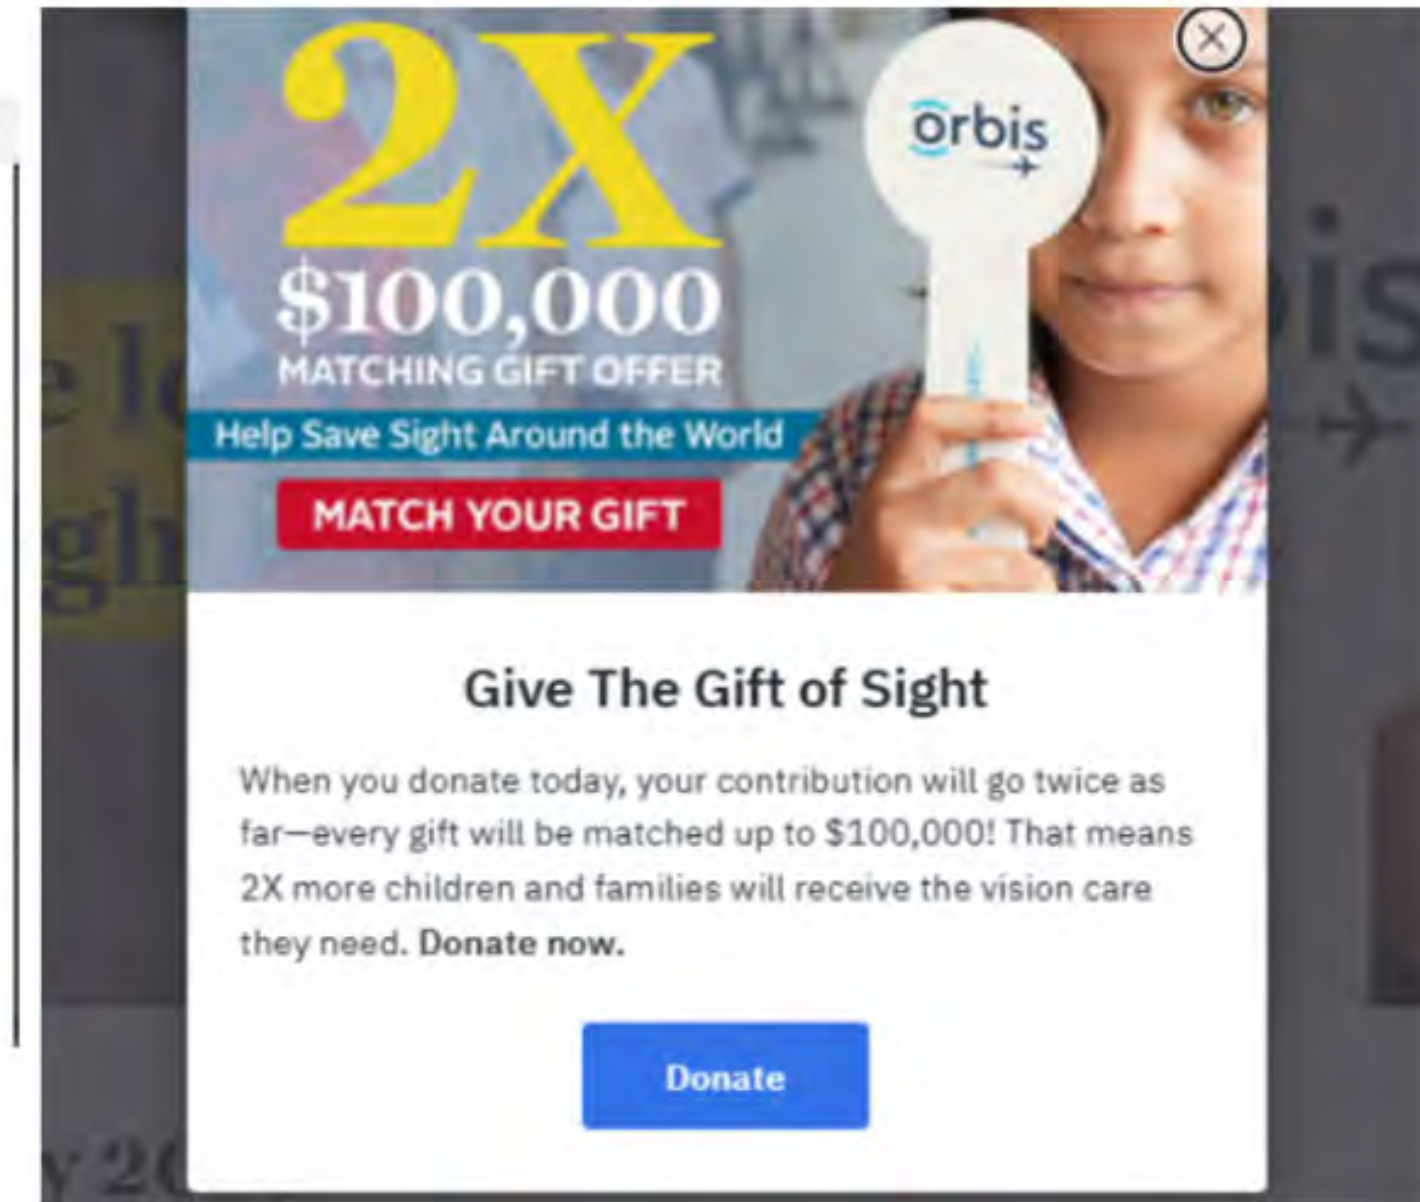 2X
orbis
$100,000
MATCHING GIFT OFFER
Help Save Sight Around the World
MATCH YOUR GIFT
Give The Gift of Sight
When you donate today, your contribution will go twice as
far—every gift will be matched up to $100,000! That means
2X more children and families will receive the vision care
they need. Donate now.
Donate